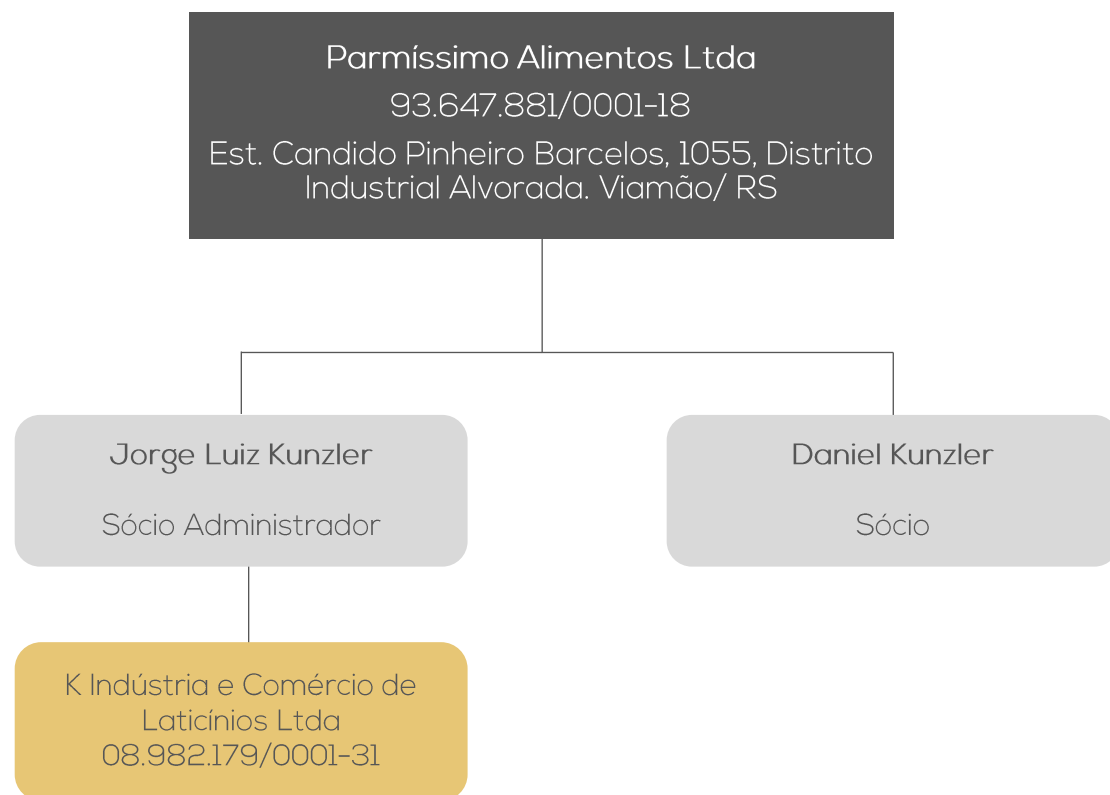 Parmíssimo Alimentos Ltda
93.647.881/0001-18
Est. Candido Pinheiro Barcelos, 1055, Distrito
Industrial Alvorada. Viamão/ RS
Jorge Luiz Kunzler
Sócio Administrador
Daniel Kunzler
Sócio
K Indústria e Comércio de
Laticínios Ltda
08.982.179/0001-31